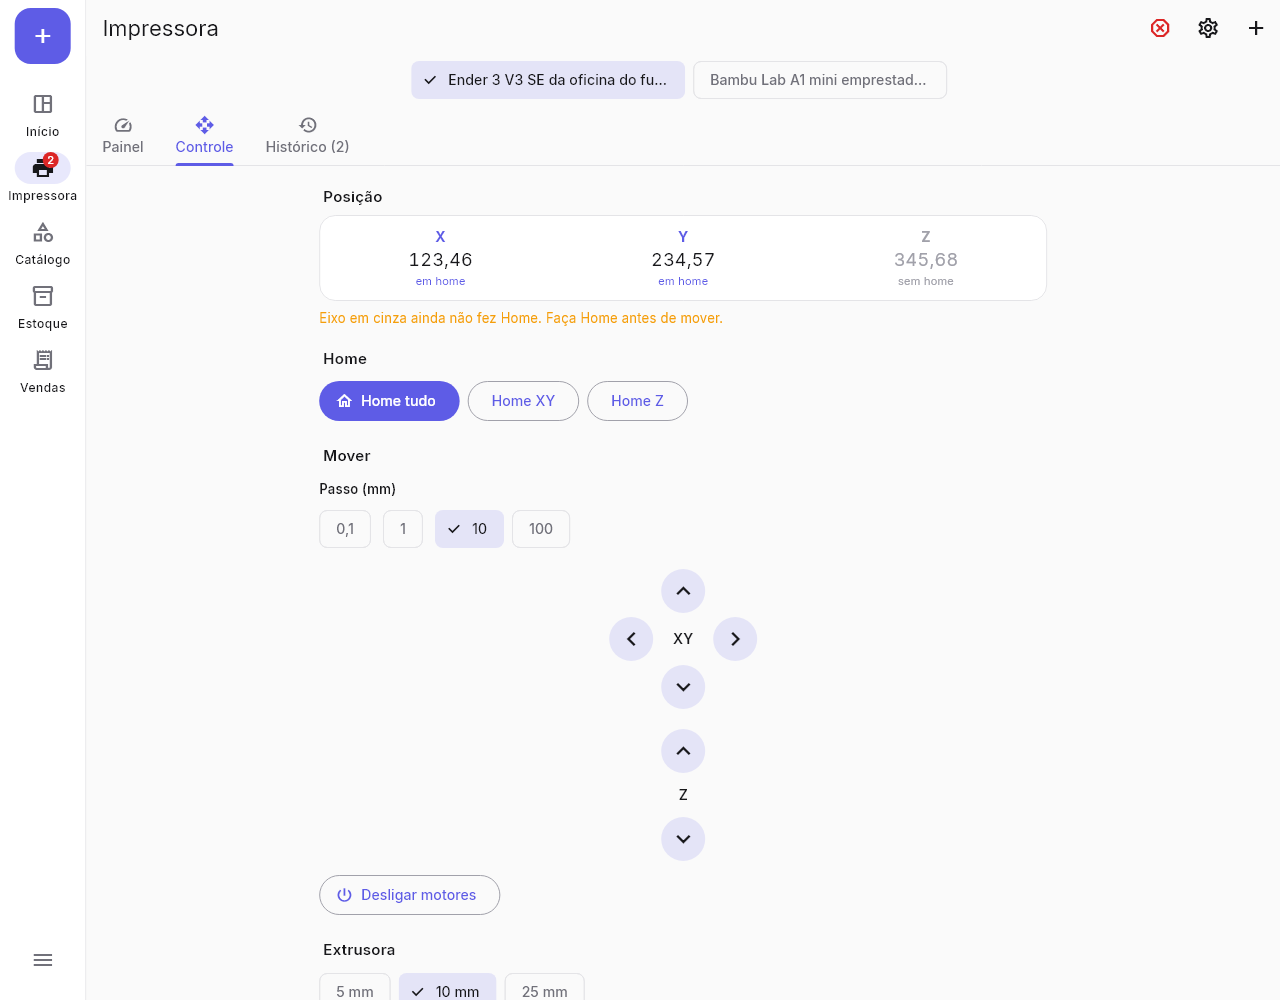 +
Início
2
Impressora
Catálogo
Estoque
Vendas
Impressora
Ender 3 V3 SE da oficina do fu...
Bambu Lab A1 mini emprestad...
Painel
Controle
Histórico (2)
Posição
X
Y
Z
123,46
234,57
345,68
em home
em home
sem home
Eixo em cinza ainda não fez Home. Faça Home antes de mover.
Home
Home tudo
Home XY
Home Z
Mover
Passo (mm)
0,1
1
10
100
XY
Z
Desligar motores
Extrusora
5 mm
10 mm
25 mm